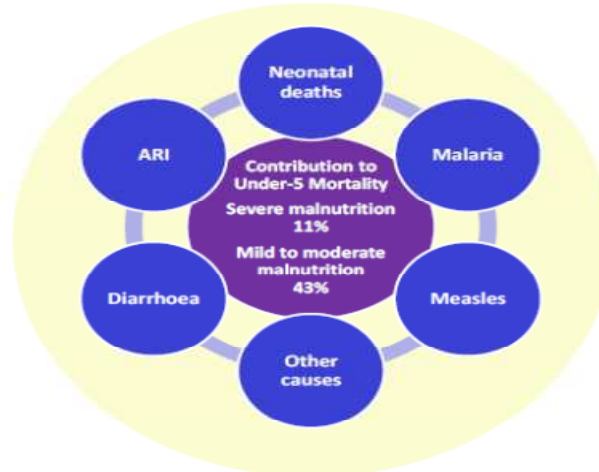 Neonatal
deaths
ARI
Malaria
Contribution to
Under-5 Mortality
Severe malnutrition
11%
Mild to moderate
malnutrition
43%
Diarrhoea
Measles
Other
causes